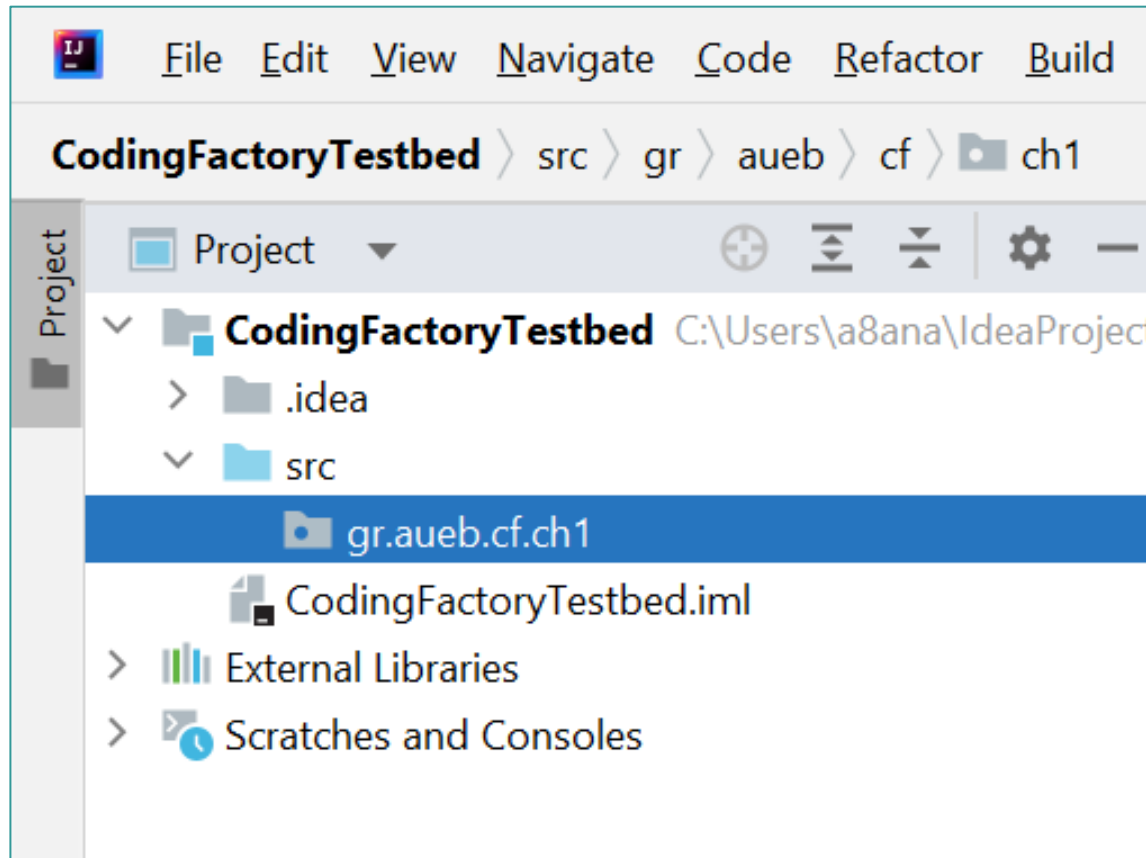 IJ
File Edit View Navigate Code Refactor Build
CodingFactoryTestbed src gr aueb cf ch1
Project
Project
CodingFactoryTestbed C:\Users\a8ana\IdeaProject
.idea
src
gr.aueb.cf.ch1
CodingFactoryTestbed.iml
External Libraries
Scratches and Consoles